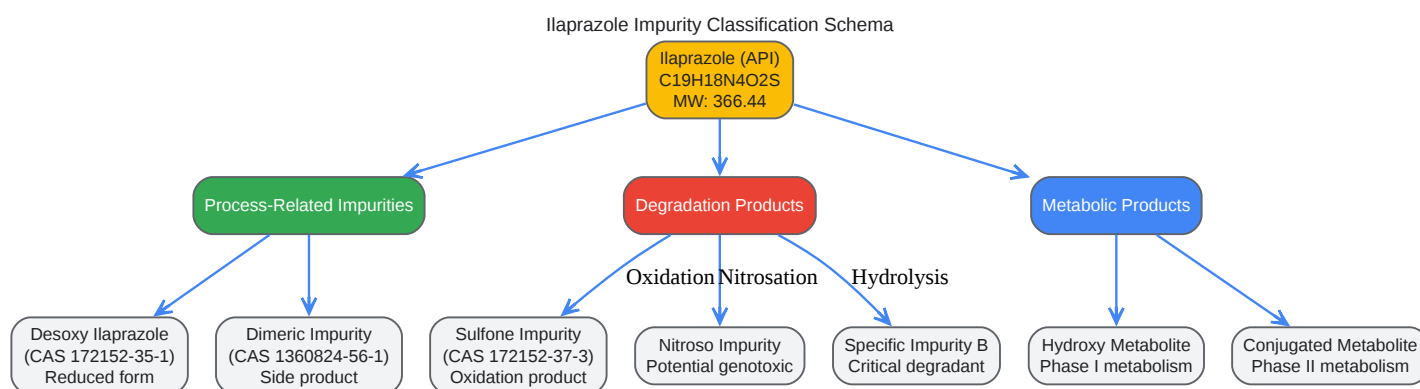 Ilaprazole Impurity Classification Schema
Ilaprazole (API)
C19H18N4O2S
MW: 366.44
Process-Related Impurities
Degradation Products
Metabolic Products
Oxidation
Nitrosation
Hydrolysis
Desoxy Ilaprazole
(CAS 172152-35-1)
Reduced form
Dimeric Impurity
(CAS 1360824-56-1)
Side product
Sulfone Impurity
(CAS 172152-37-3)
Oxidation product
Nitroso Impurity
Potential genotoxic
Specific Impurity B
Critical degradant
Hydroxy Metabolite
Phase I metabolism
Conjugated Metabolite
Phase II metabolism